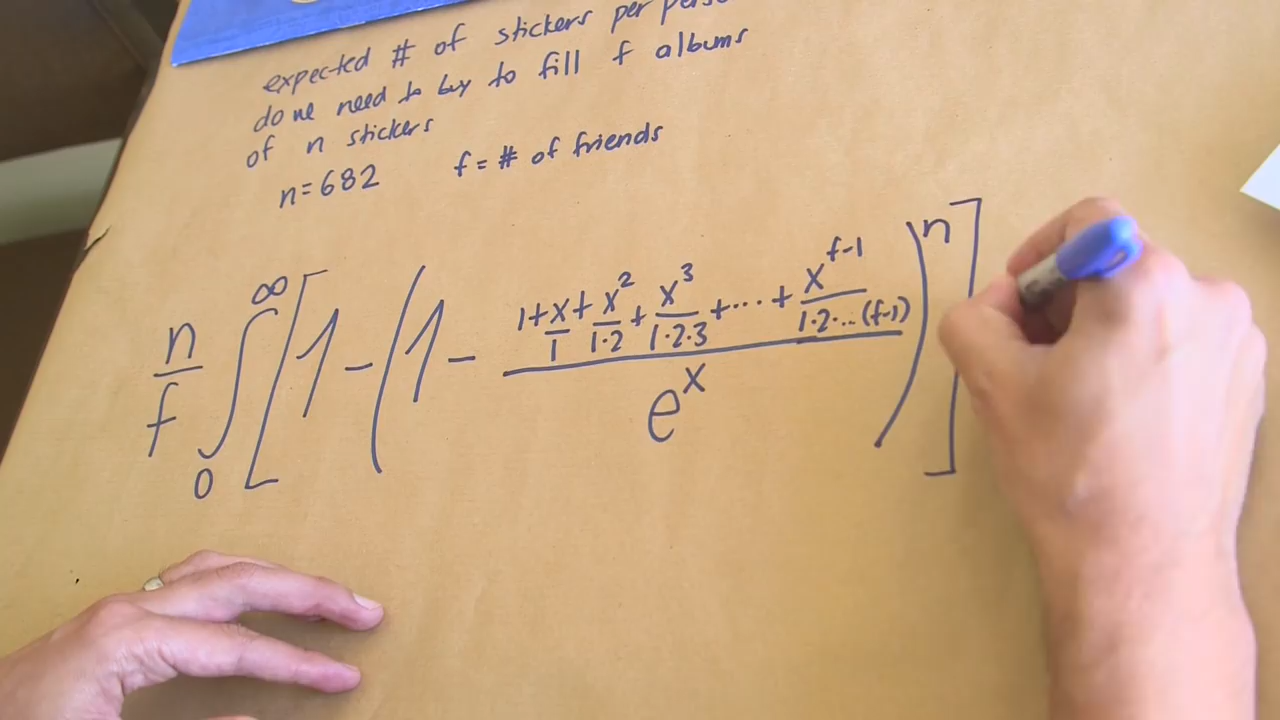 expected # of stickers per
do we need to buy to fill f albums
of n stickers
n=682 f = # of friends
n/f ∫₀^∞ [1-(1- (1+x/1+x²/1·2+x³/1·2·3+···+x^(f-1)/1·2·...(f-1))/e^x)^n]